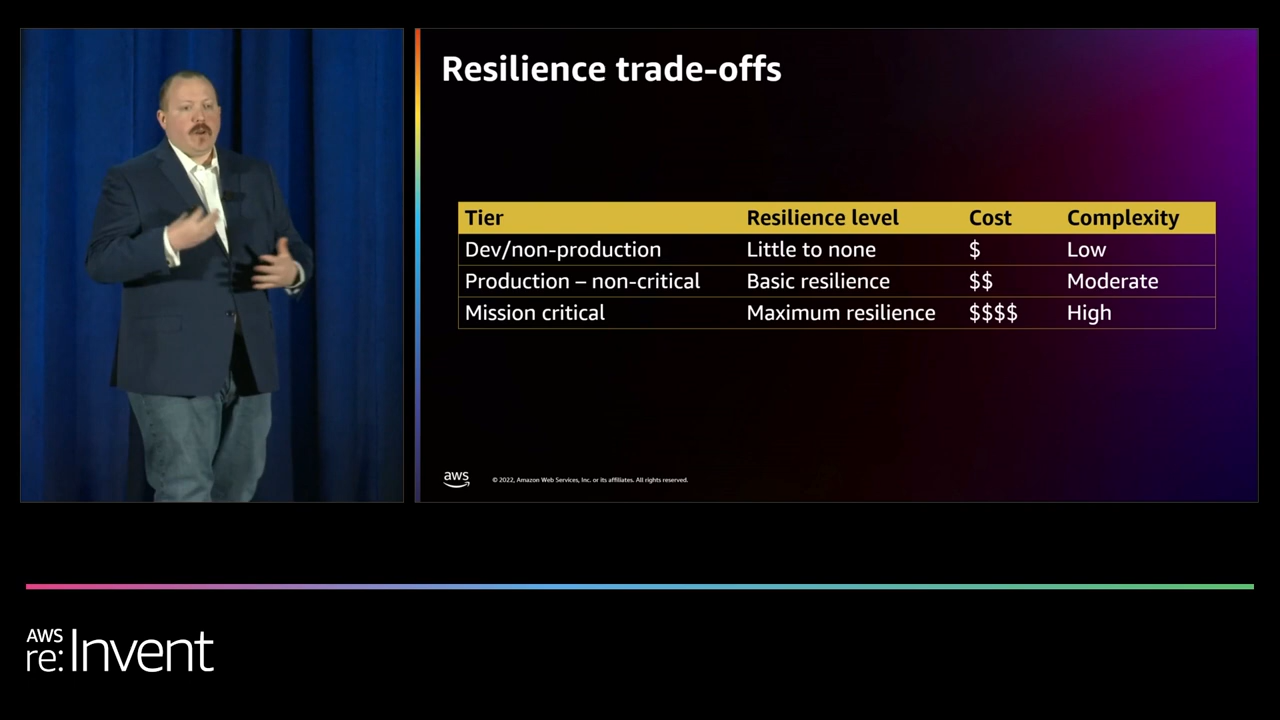 Resilience trade-offs
Tier Resilience level Cost Complexity
Dev/non-production Little to none $ Low
Production – non-critical Basic resilience $$ Moderate
Mission critical Maximum resilience $$$$ High
aws
© 2022, Amazon Web Services, Inc. or its affiliates. All rights reserved.
AWS
re:Invent